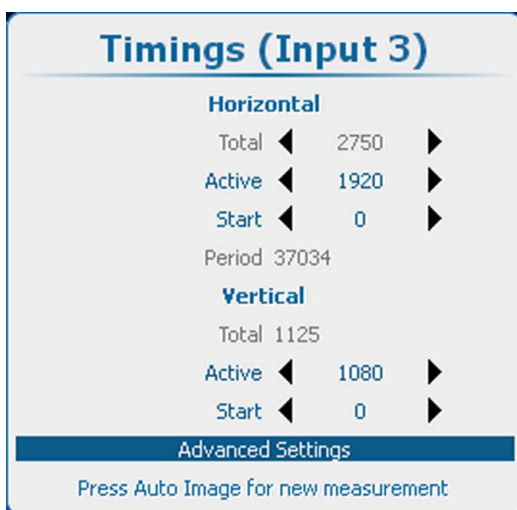 Timings (Input 3)
Horizontal
Total 2750
Active 1920
Start 0
Period 37034
Vertical
Total 1125
Active 1080
Start 0
Advanced Settings
Press Auto Image for new measurement